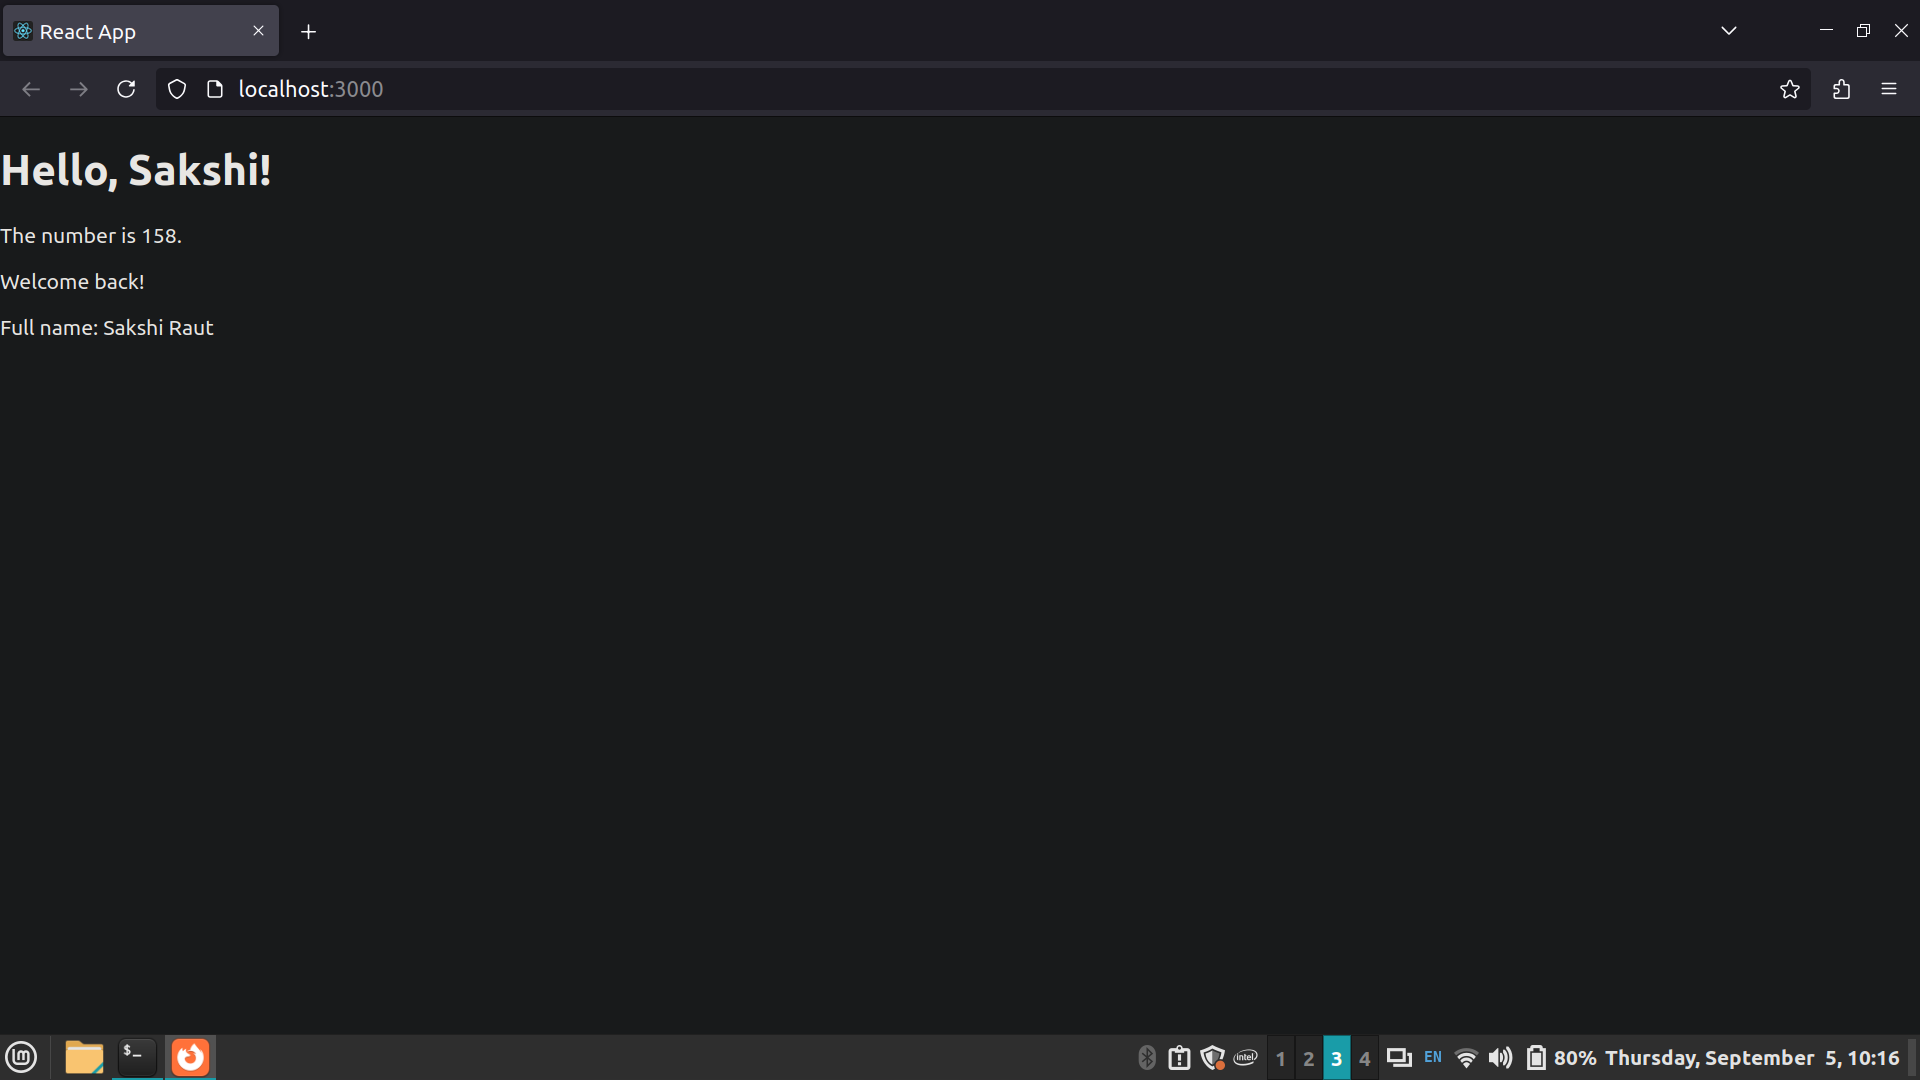 React App
localhost:3000
Hello, Sakshi!
The number is 158.
Welcome back!
Full name: Sakshi Raut
$_
intel
1 2 3 4
EN
80% Thursday, September 5, 10:16